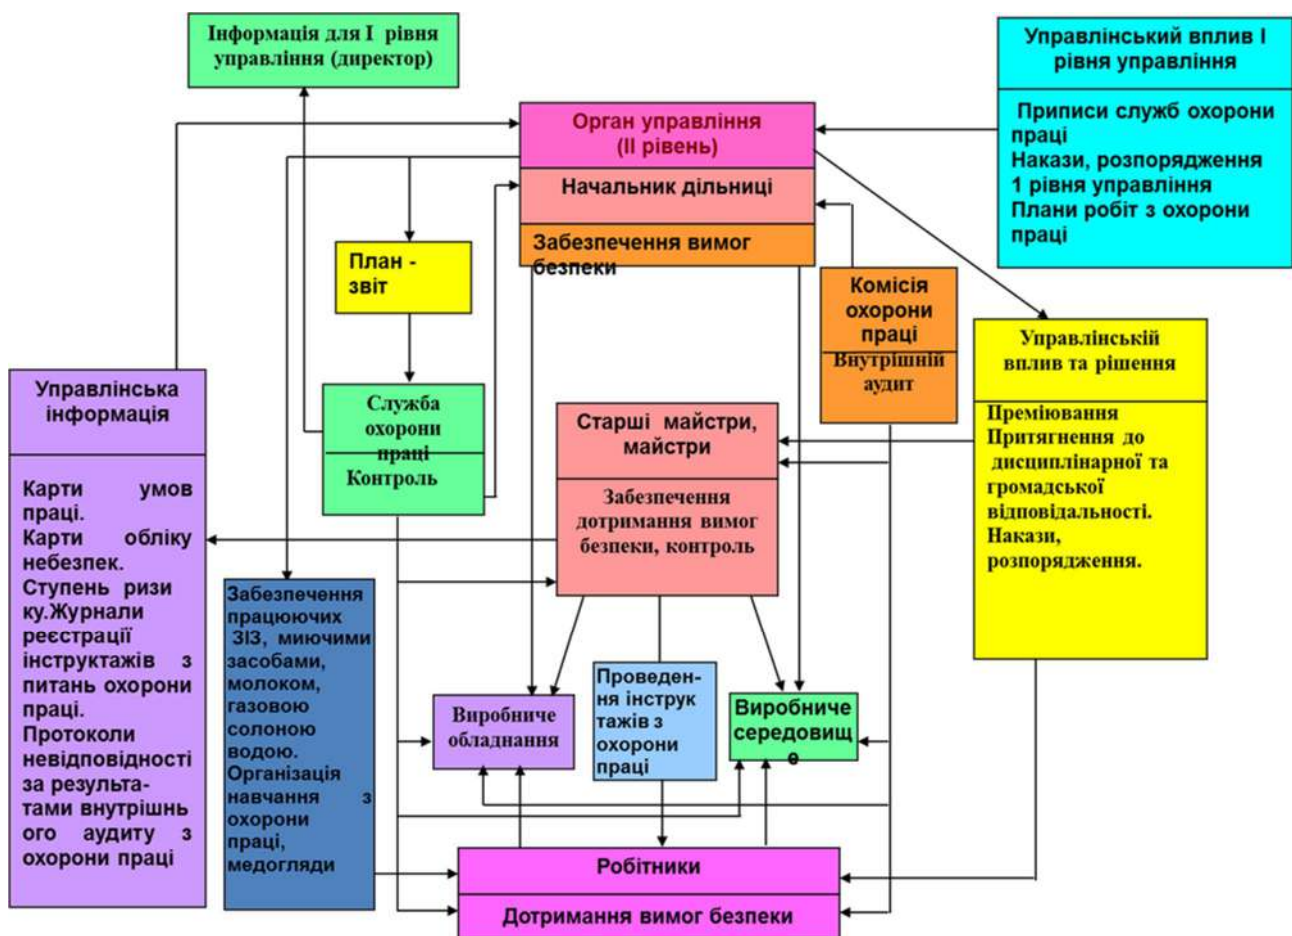 Інформація для І рівня
управління (директор)
Управлінський вплив І
рівня управління
Приписи служб охорони
праці
Накази, розпорядження
1 рівня управління
Плани робіт з охорони
праці
Орган управління
(ІІ рівень)
Начальник дільниці
Забезпечення вимог
безпеки
План -
звіт
Комісія
охорони
праці
Внутрішній
аудит
Управлінській
вплив та рішення
Преміювання
Притягнення до
дисциплінарної та
громадської
відповідальності.
Накази,
розпорядження.
Управлінська
інформація
Карти умов
праці.
Карти обліку
небезпек.
Ступень ризи
ку.Журнали
реєстрації
інструктажів з
питань охорони
праці.
Протоколи
невідповідності
за результа-
тами внутрішнь
ого аудиту з
охорони праці
Служба
охорони
праці
Контроль
Старші майстри,
майстри
Забезпечення
дотримання вимог
безпеки, контроль
Забезпечення
працюючих
ЗІЗ, миючими
засобами,
молоком,
газовою
солоною
водою.
Організація
навчання з
охорони
праці,
медогляди
Виробниче
обладнання
Проведен-
ня інструк
тажів з
охорони
праці
Виробниче
середовищ
е
Робітники
Дотримання вимог безпеки